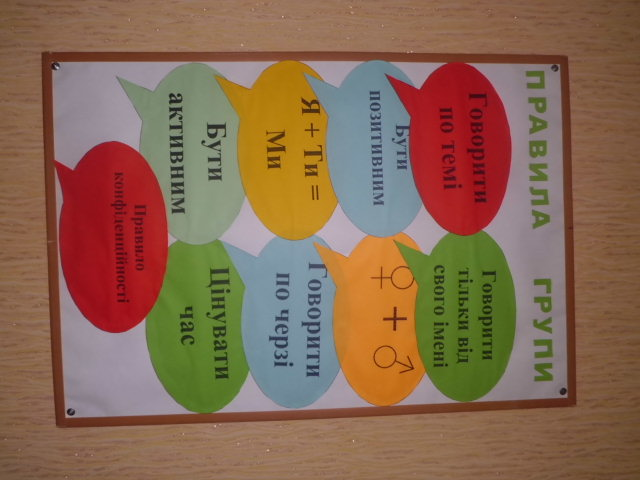 ПРАВИЛА ГРУПИ
Говорити
по темі
Говорити
тільки від
свого імені
Бути
позитивним
♀ + ♂
Я + Ти =
Ми
Говорити
по черзі
Бути
активним
Цінувати
час
Правило
конфіденційності